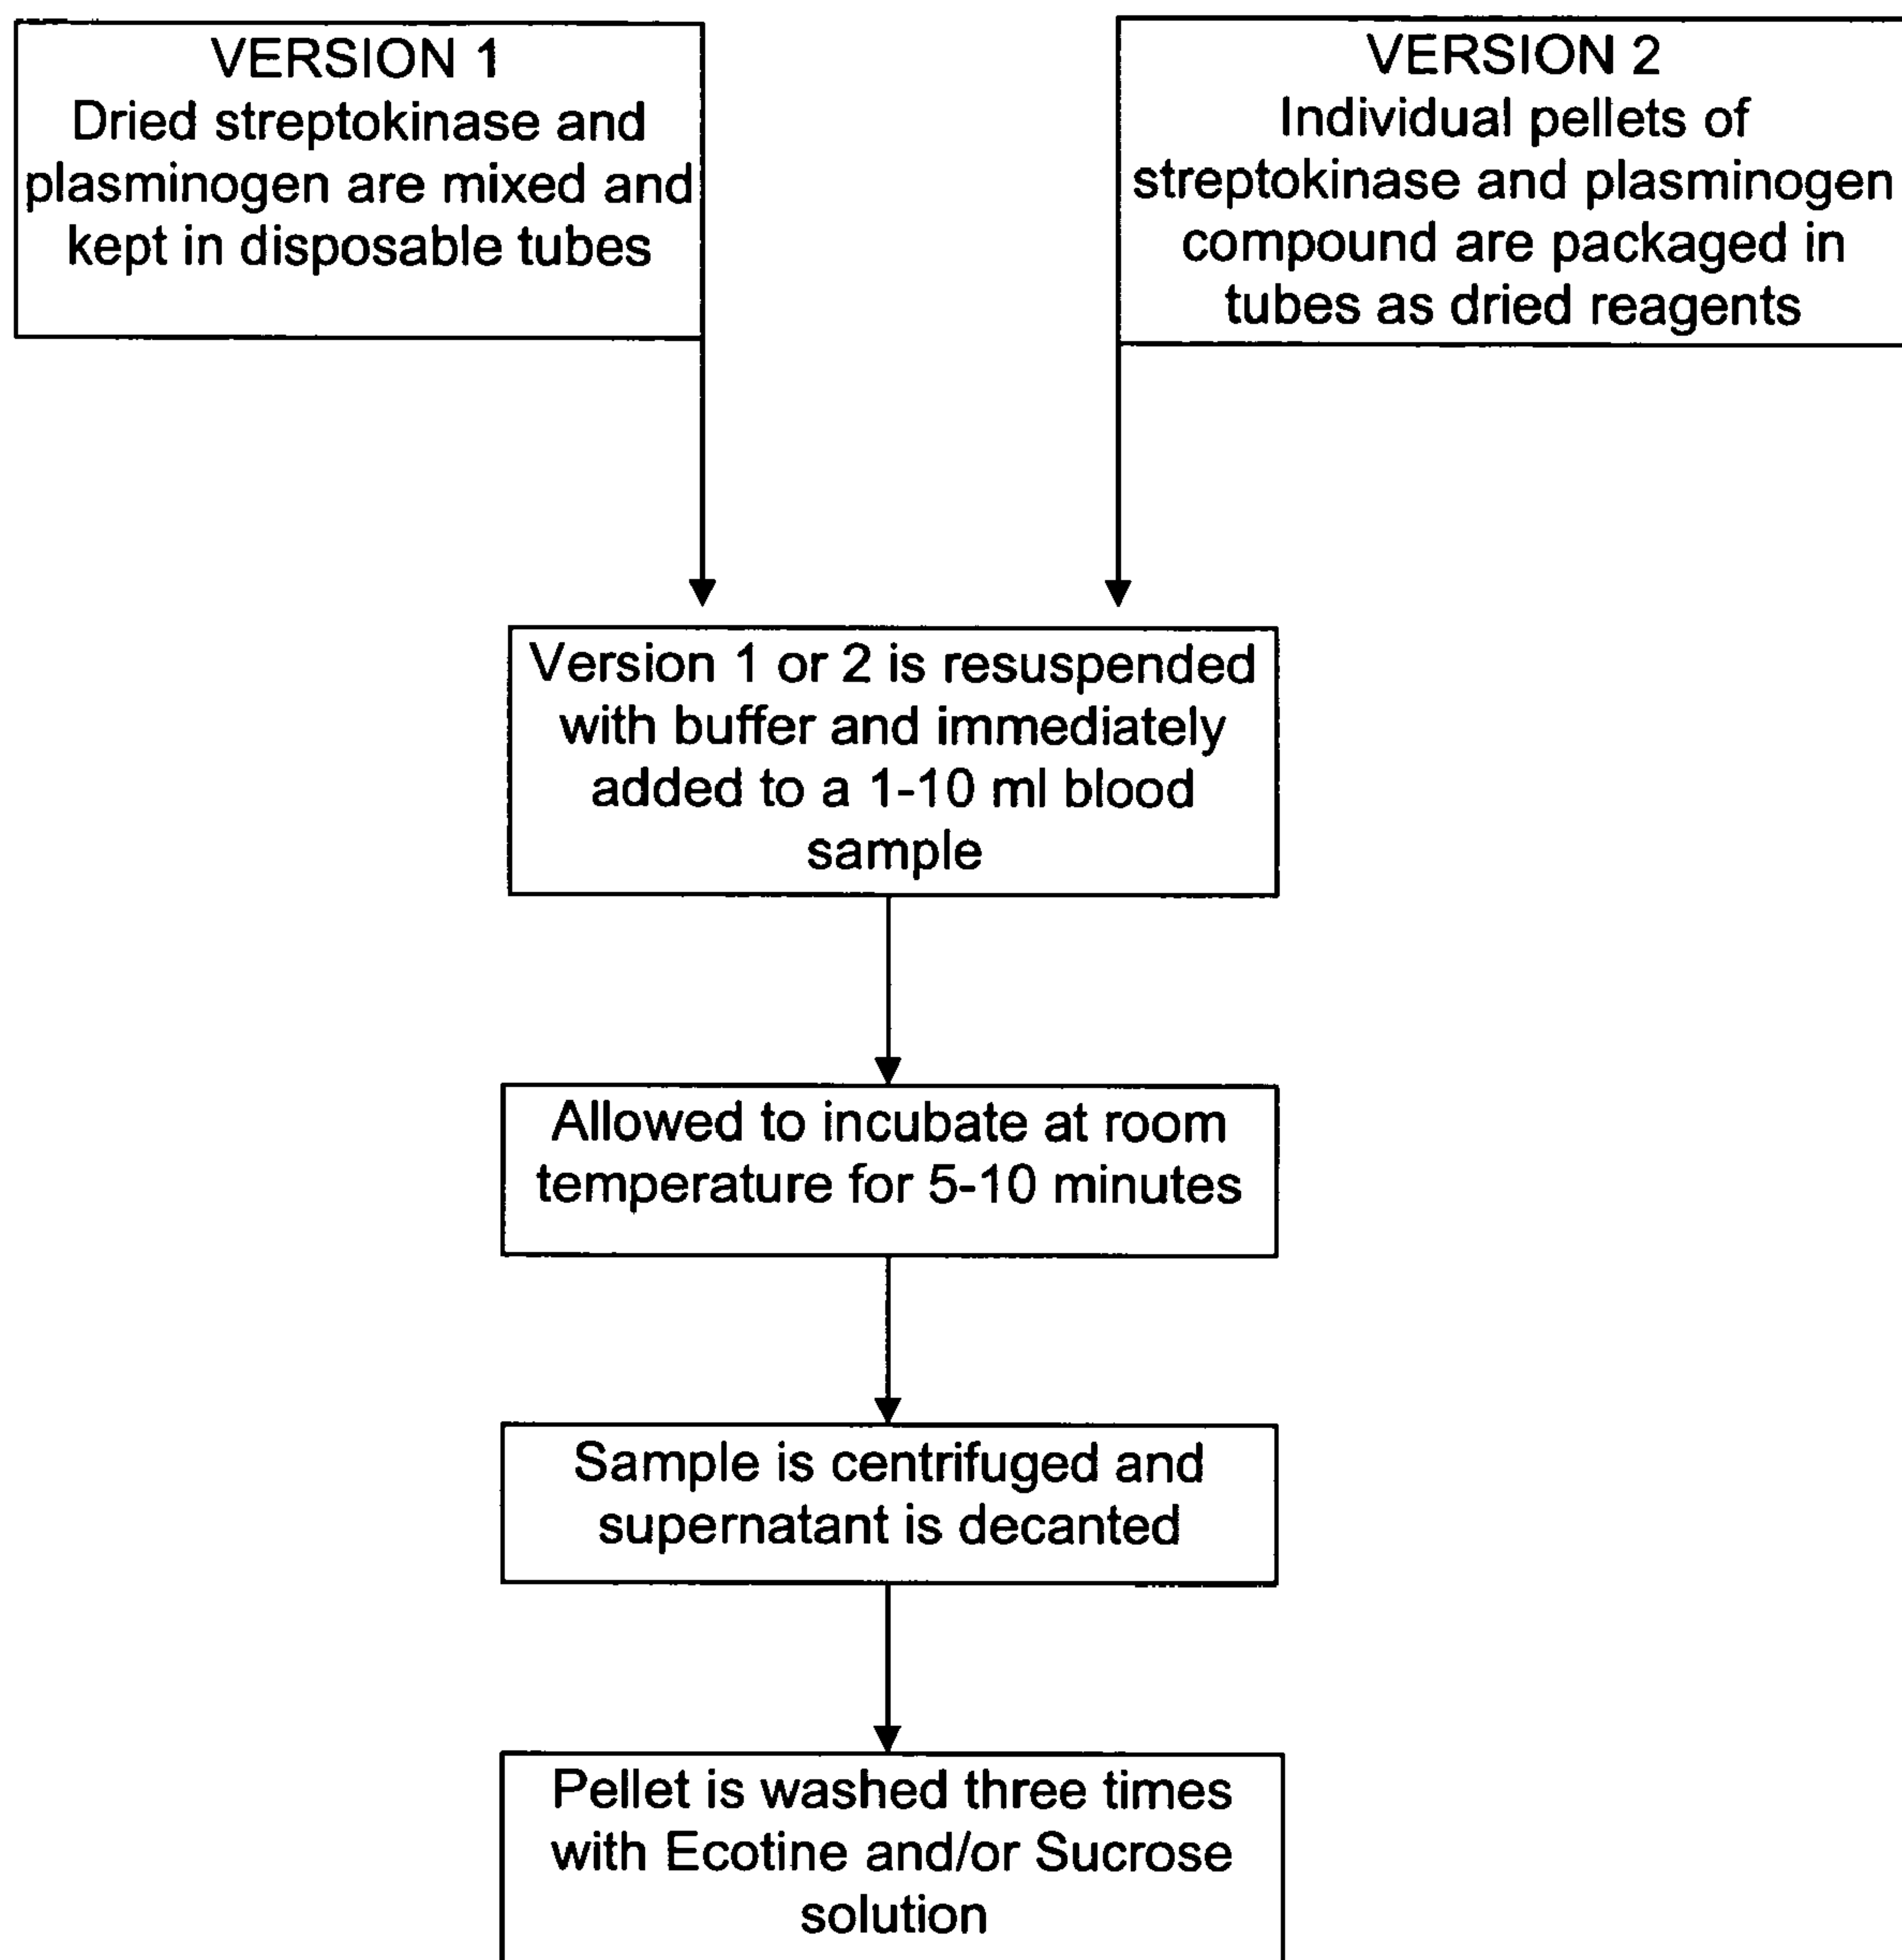 VERSION 1
Dried streptokinase and
plasminogen are mixed and
kept in disposable tubes
VERSION 2
Individual pellets of
streptokinase and plasminogen
compound are packaged in
tubes as dried reagents
Version 1 or 2 is resuspended
with buffer and immediately
added to a 1-10 ml blood
sample
Allowed to incubate at room
temperature for 5-10 minutes
Sample is centrifuged and
supernatant is decanted
Pellet is washed three times
with Ecotine and/or Sucrose
solution